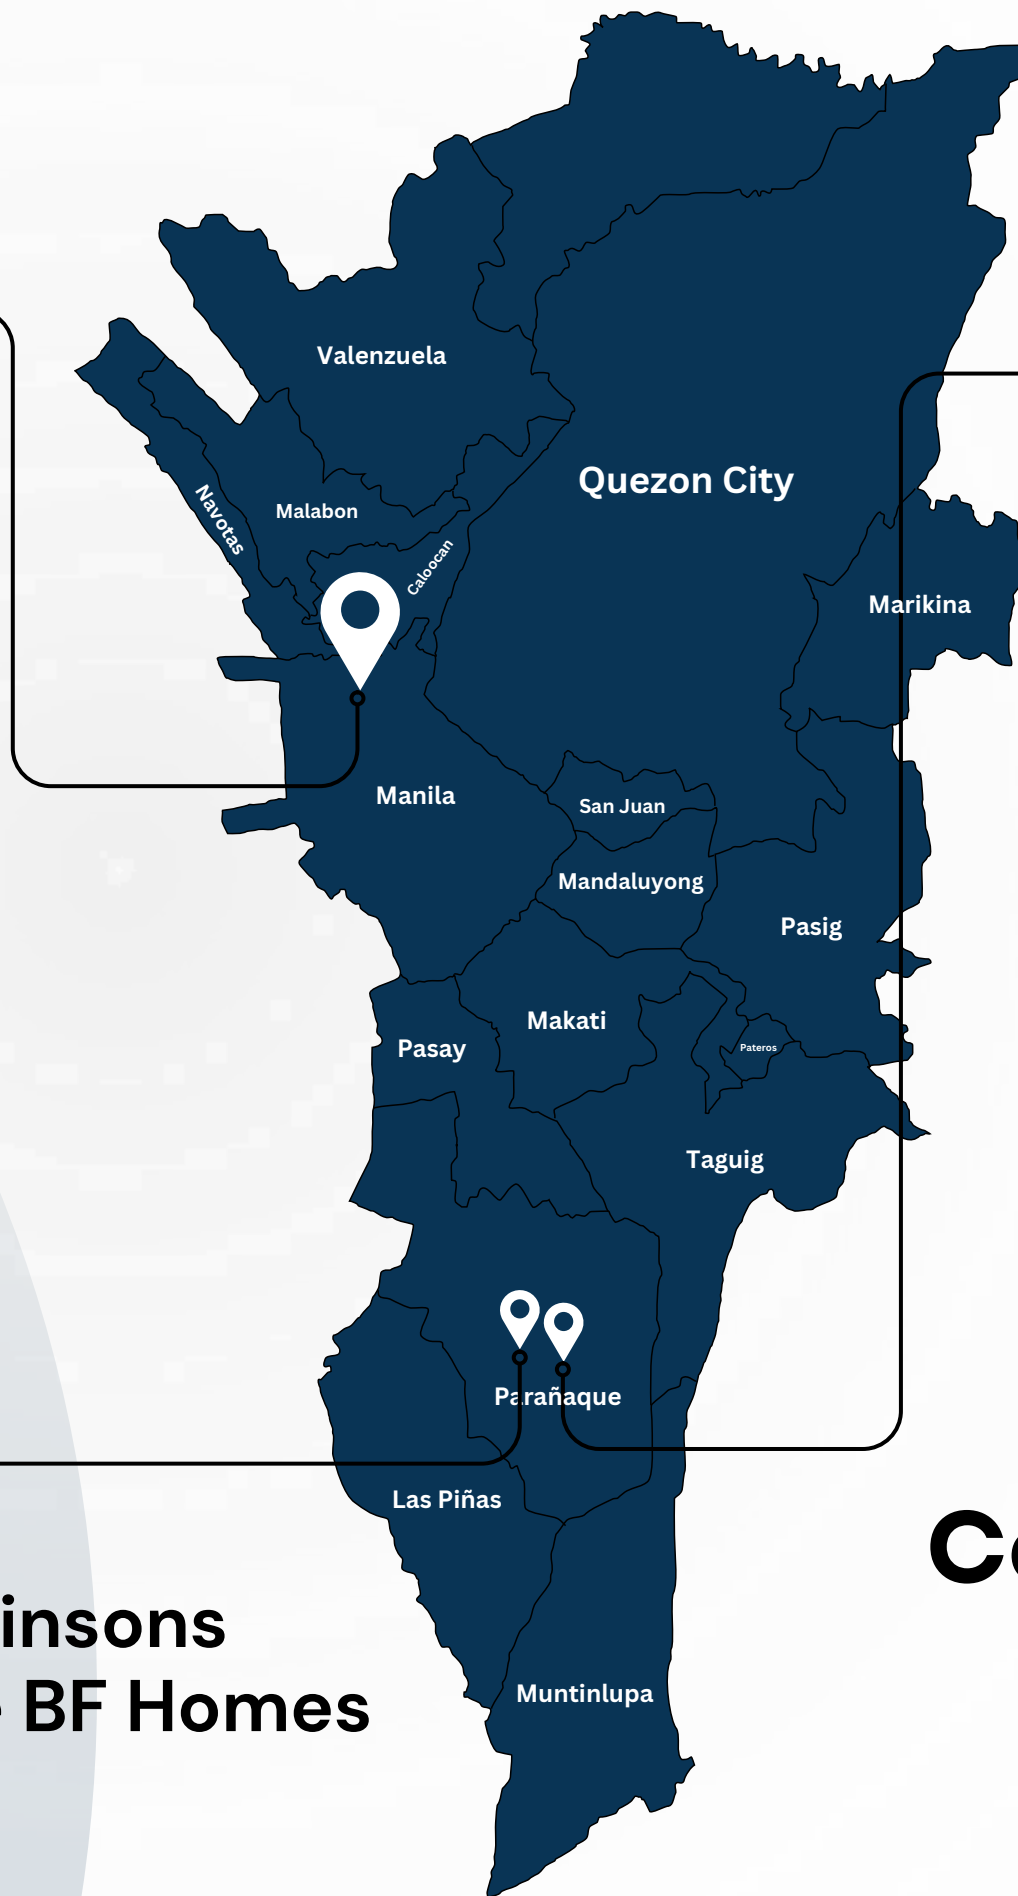 Valenzuela
Quezon City
Navotas
Malabon
Caloocan
Marikina
Manila
San Juan
Mandaluyong
Pasig
Makati
Pasay
Pateros
Taguig
Parañaque
Las Piñas
insons
BF Homes
Muntinlupa